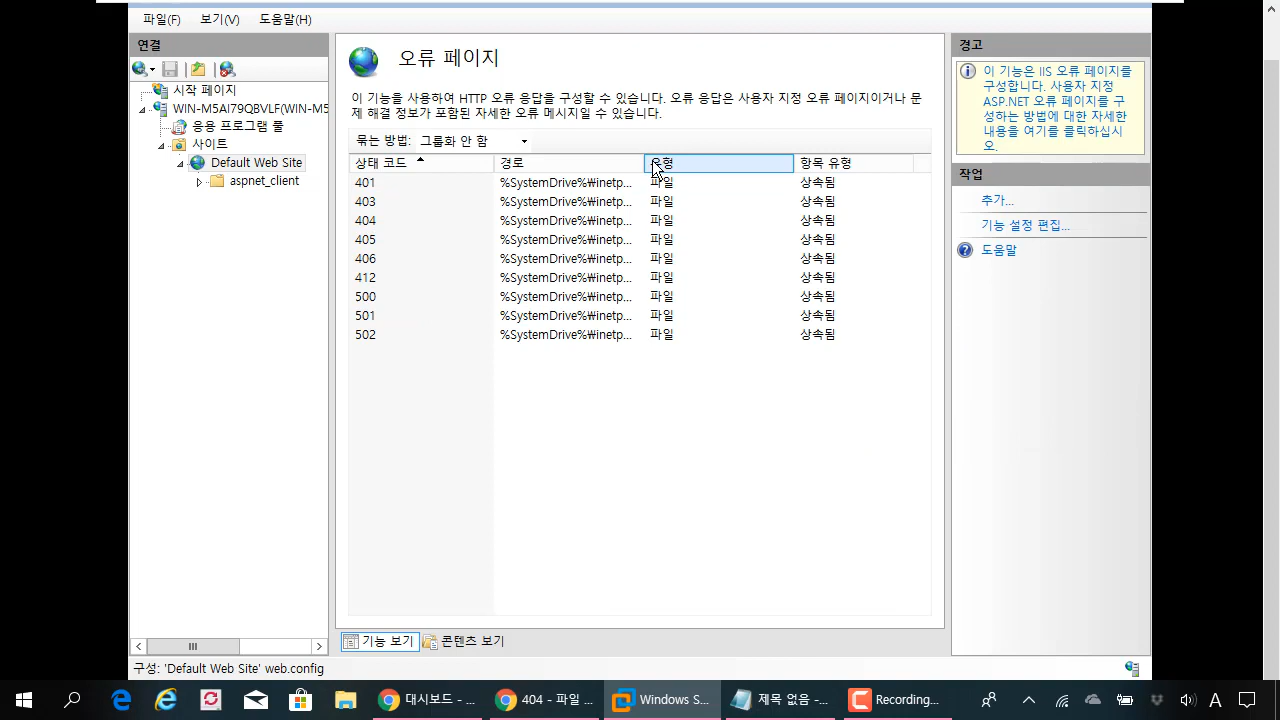 파일(F) 보기(V) 도움말(H)
연결
시작 페이지
WIN-M5AI79QBVLF(WIN-M5
응용 프로그램 풀
사이트
Default Web Site
aspnet_client
오류 페이지
이 기능을 사용하여 HTTP 오류 응답을 구성할 수 있습니다. 오류 응답은 사용자 지정 오류 페이지이거나 문
제 해결 정보가 포함된 자세한 오류 메시지일 수 있습니다.
묶는 방법: 그룹화 안 함
상태 코드 경로 유형 항목 유형
401 %SystemDrive%₩inetp... 파일 상속됨
403 %SystemDrive%₩inetp... 파일 상속됨
404 %SystemDrive%₩inetp... 파일 상속됨
405 %SystemDrive%₩inetp... 파일 상속됨
406 %SystemDrive%₩inetp... 파일 상속됨
412 %SystemDrive%₩inetp... 파일 상속됨
500 %SystemDrive%₩inetp... 파일 상속됨
501 %SystemDrive%₩inetp... 파일 상속됨
502 %SystemDrive%₩inetp... 파일 상속됨
기능 보기 콘텐츠 보기
경고
이 기능은 IIS 오류 페이지를
구성합니다. 사용자 지정
ASP.NET 오류 페이지를 구
성하는 방법에 대한 자세한
내용을 여기를 클릭하십시
오.
작업
추가...
기능 설정 편집...
도움말
구성: 'Default Web Site' web.config
대시보드 - ... 404 - 파일 ... Windows S... 제목 없음 -... Recording... A